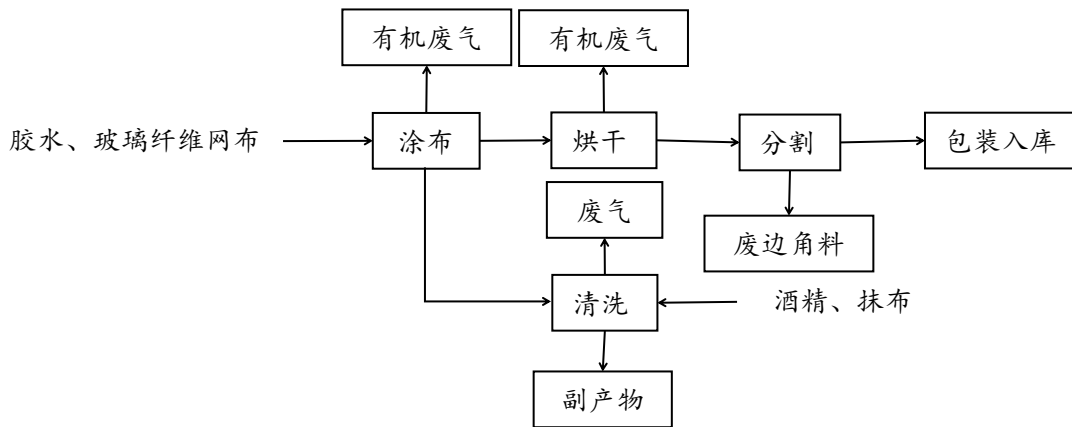 有机废气
有机废气
胶水、玻璃纤维网布
涂布
烘干
分割
包装入库
废气
废边角料
清洗
酒精、抹布
副产物